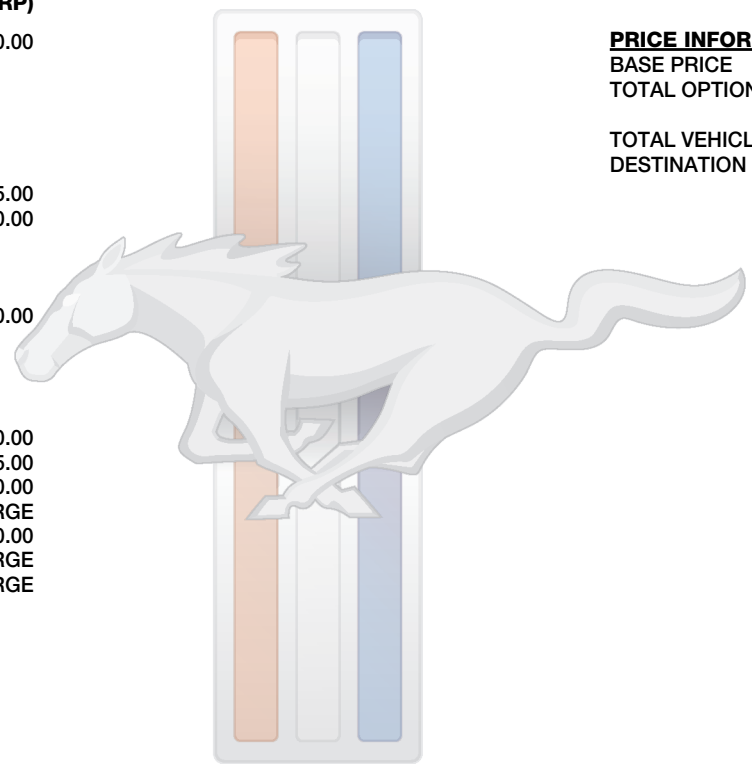 RP)
0.00
5.00
0.00
0.00
0.00
5.00
0.00
RGE
0.00
RGE
RGE
PRICE INFOR
BASE PRICE
TOTAL OPTION
TOTAL VEHICL
DESTINATION